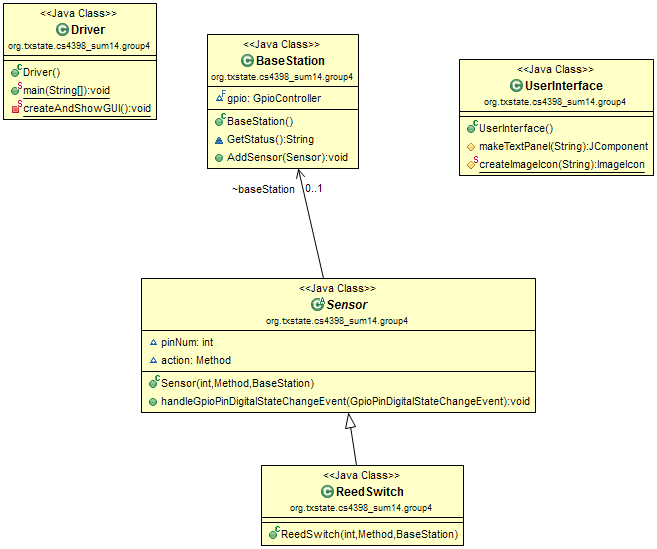 <<Java Class>>
Driver
org.txstate.cs4398_sum14.group4
Driver()
main(String[]):void
createAndShowGUI():void
<<Java Class>>
BaseStation
org.txstate.cs4398_sum14.group4
gpio: GpioController
BaseStation()
GetStatus():String
AddSensor(Sensor):void
<<Java Class>>
UserInterface
org.txstate.cs4398_sum14.group4
UserInterface()
makeTextPanel(String):JComponent
createImageIcon(String):ImageIcon
~baseStation 0..1
<<Java Class>>
Sensor
org.txstate.cs4398_sum14.group4
pinNum: int
action: Method
Sensor(int,Method,BaseStation)
handleGpioPinDigitalStateChangeEvent(GpioPinDigitalStateChangeEvent):void
<<Java Class>>
ReedSwitch
org.txstate.cs4398_sum14.group4
ReedSwitch(int,Method,BaseStation)